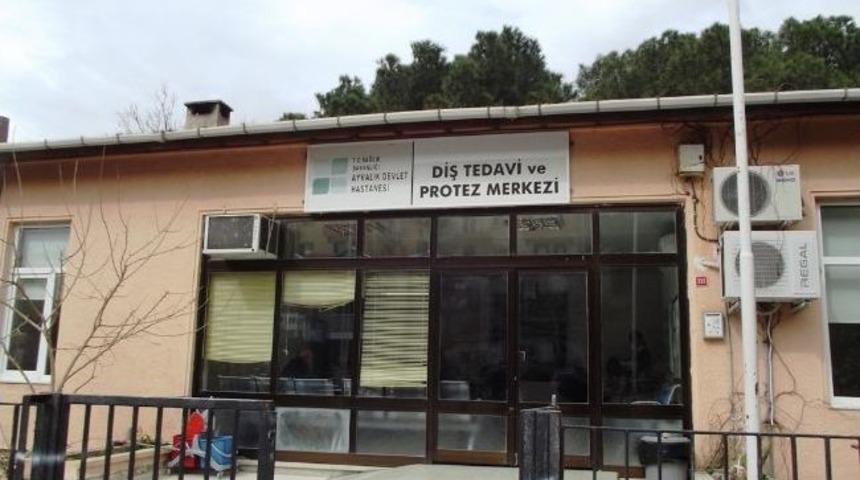 T.C. SAĞLIK
BAKANLIĞI
AYVALIK DEVLET
HASTANESİ
DİŞ TEDAVİ ve
PROTEZ MERKEZİ
REGAL